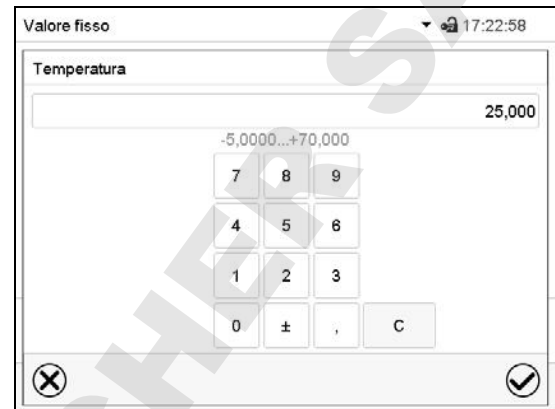 Valore fisso 17:22:58
Temperatura
25,000
-5,0000...+70,000
7 8 9
4 5 6
1 2 3
0 ± , C